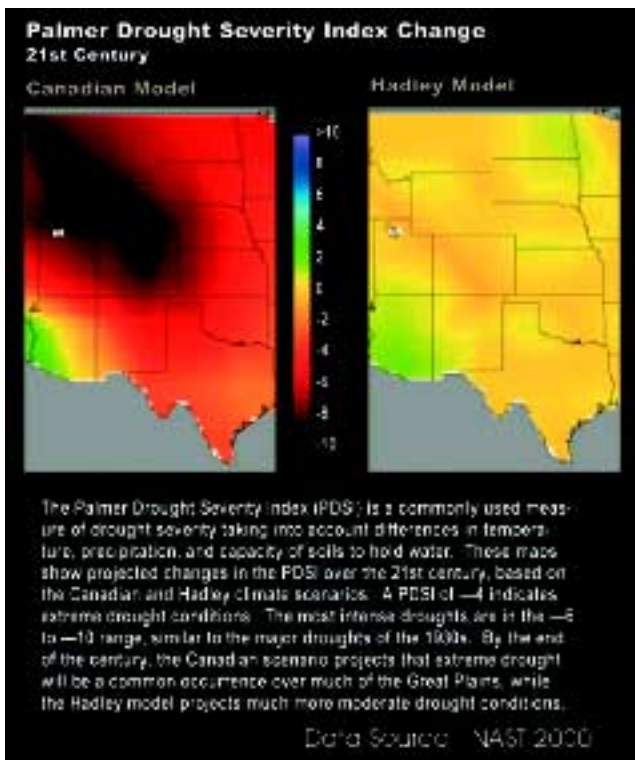 Palmer Drought Severity Index Change
21st Century
Canadian Model
Hadley Model
>10
8
6
4
2
0
-2
-4
-6
-8
-10
The Palmer Drought Severity Index (PDSI) is a commonly used meas-
ure of drought severity taking into account differences in tempera-
ture, precipitation, and capacity of soils to hold water. These maps
show projected changes in the PDSI over the 21st century, based on
the Canadian and Hadley climate scenarios. A PDSI of —4 indicates
extreme drought conditions. The most intense droughts are in the —6
to —10 range, similar to the major droughts of the 1930s. By the end
of the century, the Canadian scenario projects that extreme drought
will be a common occurrence over much of the Great Plains, while
the Hadley model projects much more moderate drought conditions.
Data Source NAST 2000